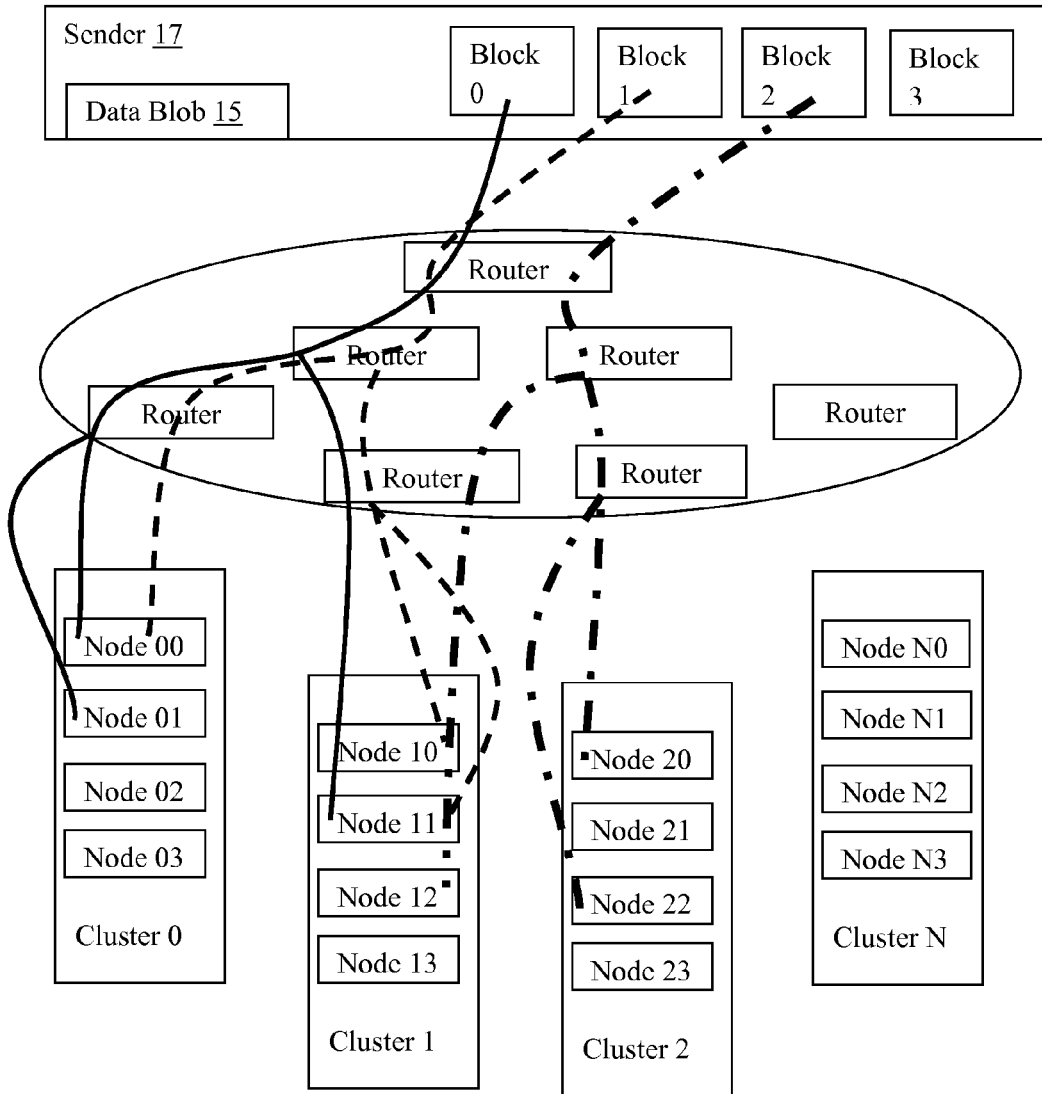 Sender 17
Block
0
Block
1
Block
2
Block
3
Data Blob 15
Router
Router
Router
Router
Router
Router
Router
Node 00
Node 01
Node 02
Node 03
Cluster 0
Node 10
Node 11
Node 12
Node 13
Cluster 1
Node 20
Node 21
Node 22
Node 23
Cluster 2
Node N0
Node N1
Node N2
Node N3
Cluster N